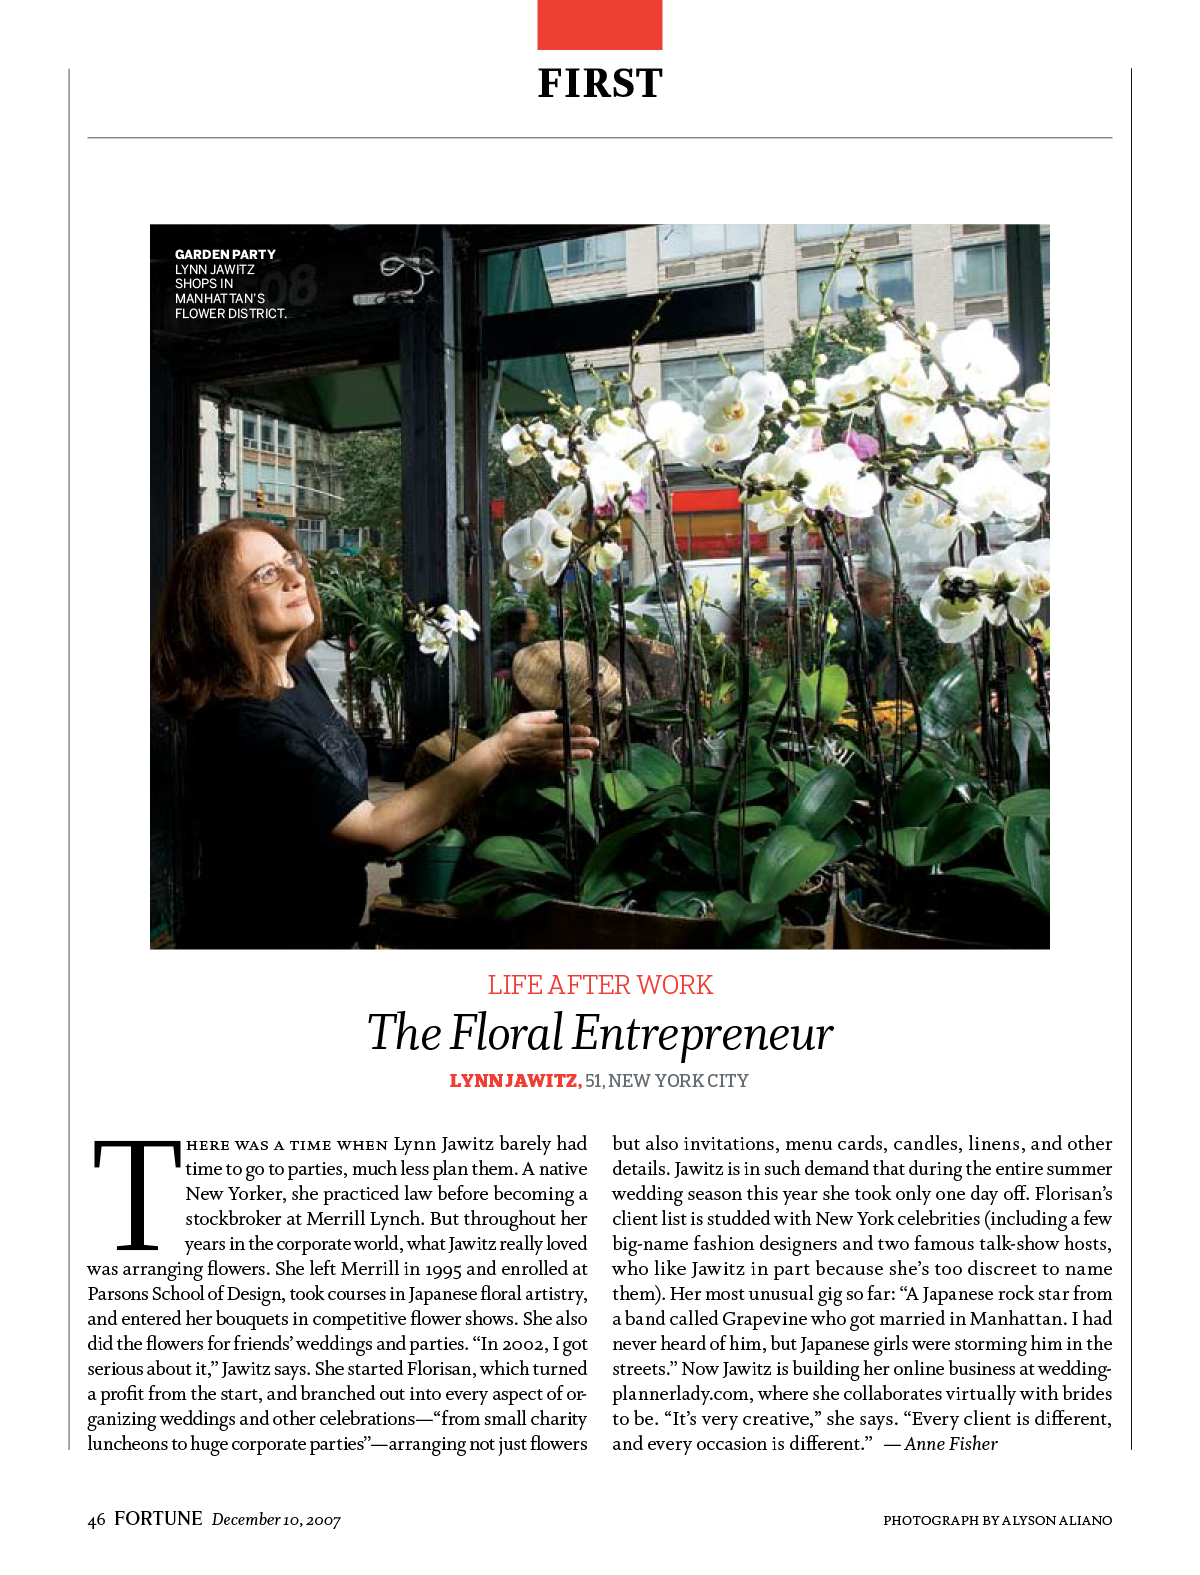 FIRST
GARDEN PARTY
LYNN JAWITZ
SHOPS IN
MANHATTAN'S
FLOWER DISTRICT.
LIFE AFTER WORK
The Floral Entrepreneur
LYNN JAWITZ, 51, NEW YORK CITY
THERE WAS A TIME WHEN Lynn Jawitz barely had
time to go to parties, much less plan them. A native
New Yorker, she practiced law before becoming a
stockbroker at Merrill Lynch. But throughout her
years in the corporate world, what Jawitz really loved
was arranging flowers. She left Merrill in 1995 and enrolled at
Parsons School of Design, took courses in Japanese floral artistry,
and entered her bouquets in competitive flower shows. She also
did the flowers for friends' weddings and parties. “In 2002, I got
serious about it,” Jawitz says. She started Florisan, which turned
a profit from the start, and branched out into every aspect of or-
ganizing weddings and other celebrations—“from small charity
luncheons to huge corporate parties”—arranging not just flowers
but also invitations, menu cards, candles, linens, and other
details. Jawitz is in such demand that during the entire summer
wedding season this year she took only one day off. Florisan's
client list is studded with New York celebrities (including a few
big-name fashion designers and two famous talk-show hosts,
who like Jawitz in part because she's too discreet to name
them). Her most unusual gig so far: “A Japanese rock star from
a band called Grapevine who got married in Manhattan. I had
never heard of him, but Japanese girls were storming him in the
streets.” Now Jawitz is building her online business at wedding-
plannerlady.com, where she collaborates virtually with brides
to be. “It's very creative,” she says. “Every client is different,
and every occasion is different.” — Anne Fisher
46 FORTUNE December 10, 2007
PHOTOGRAPH BY ALYSON ALIANO